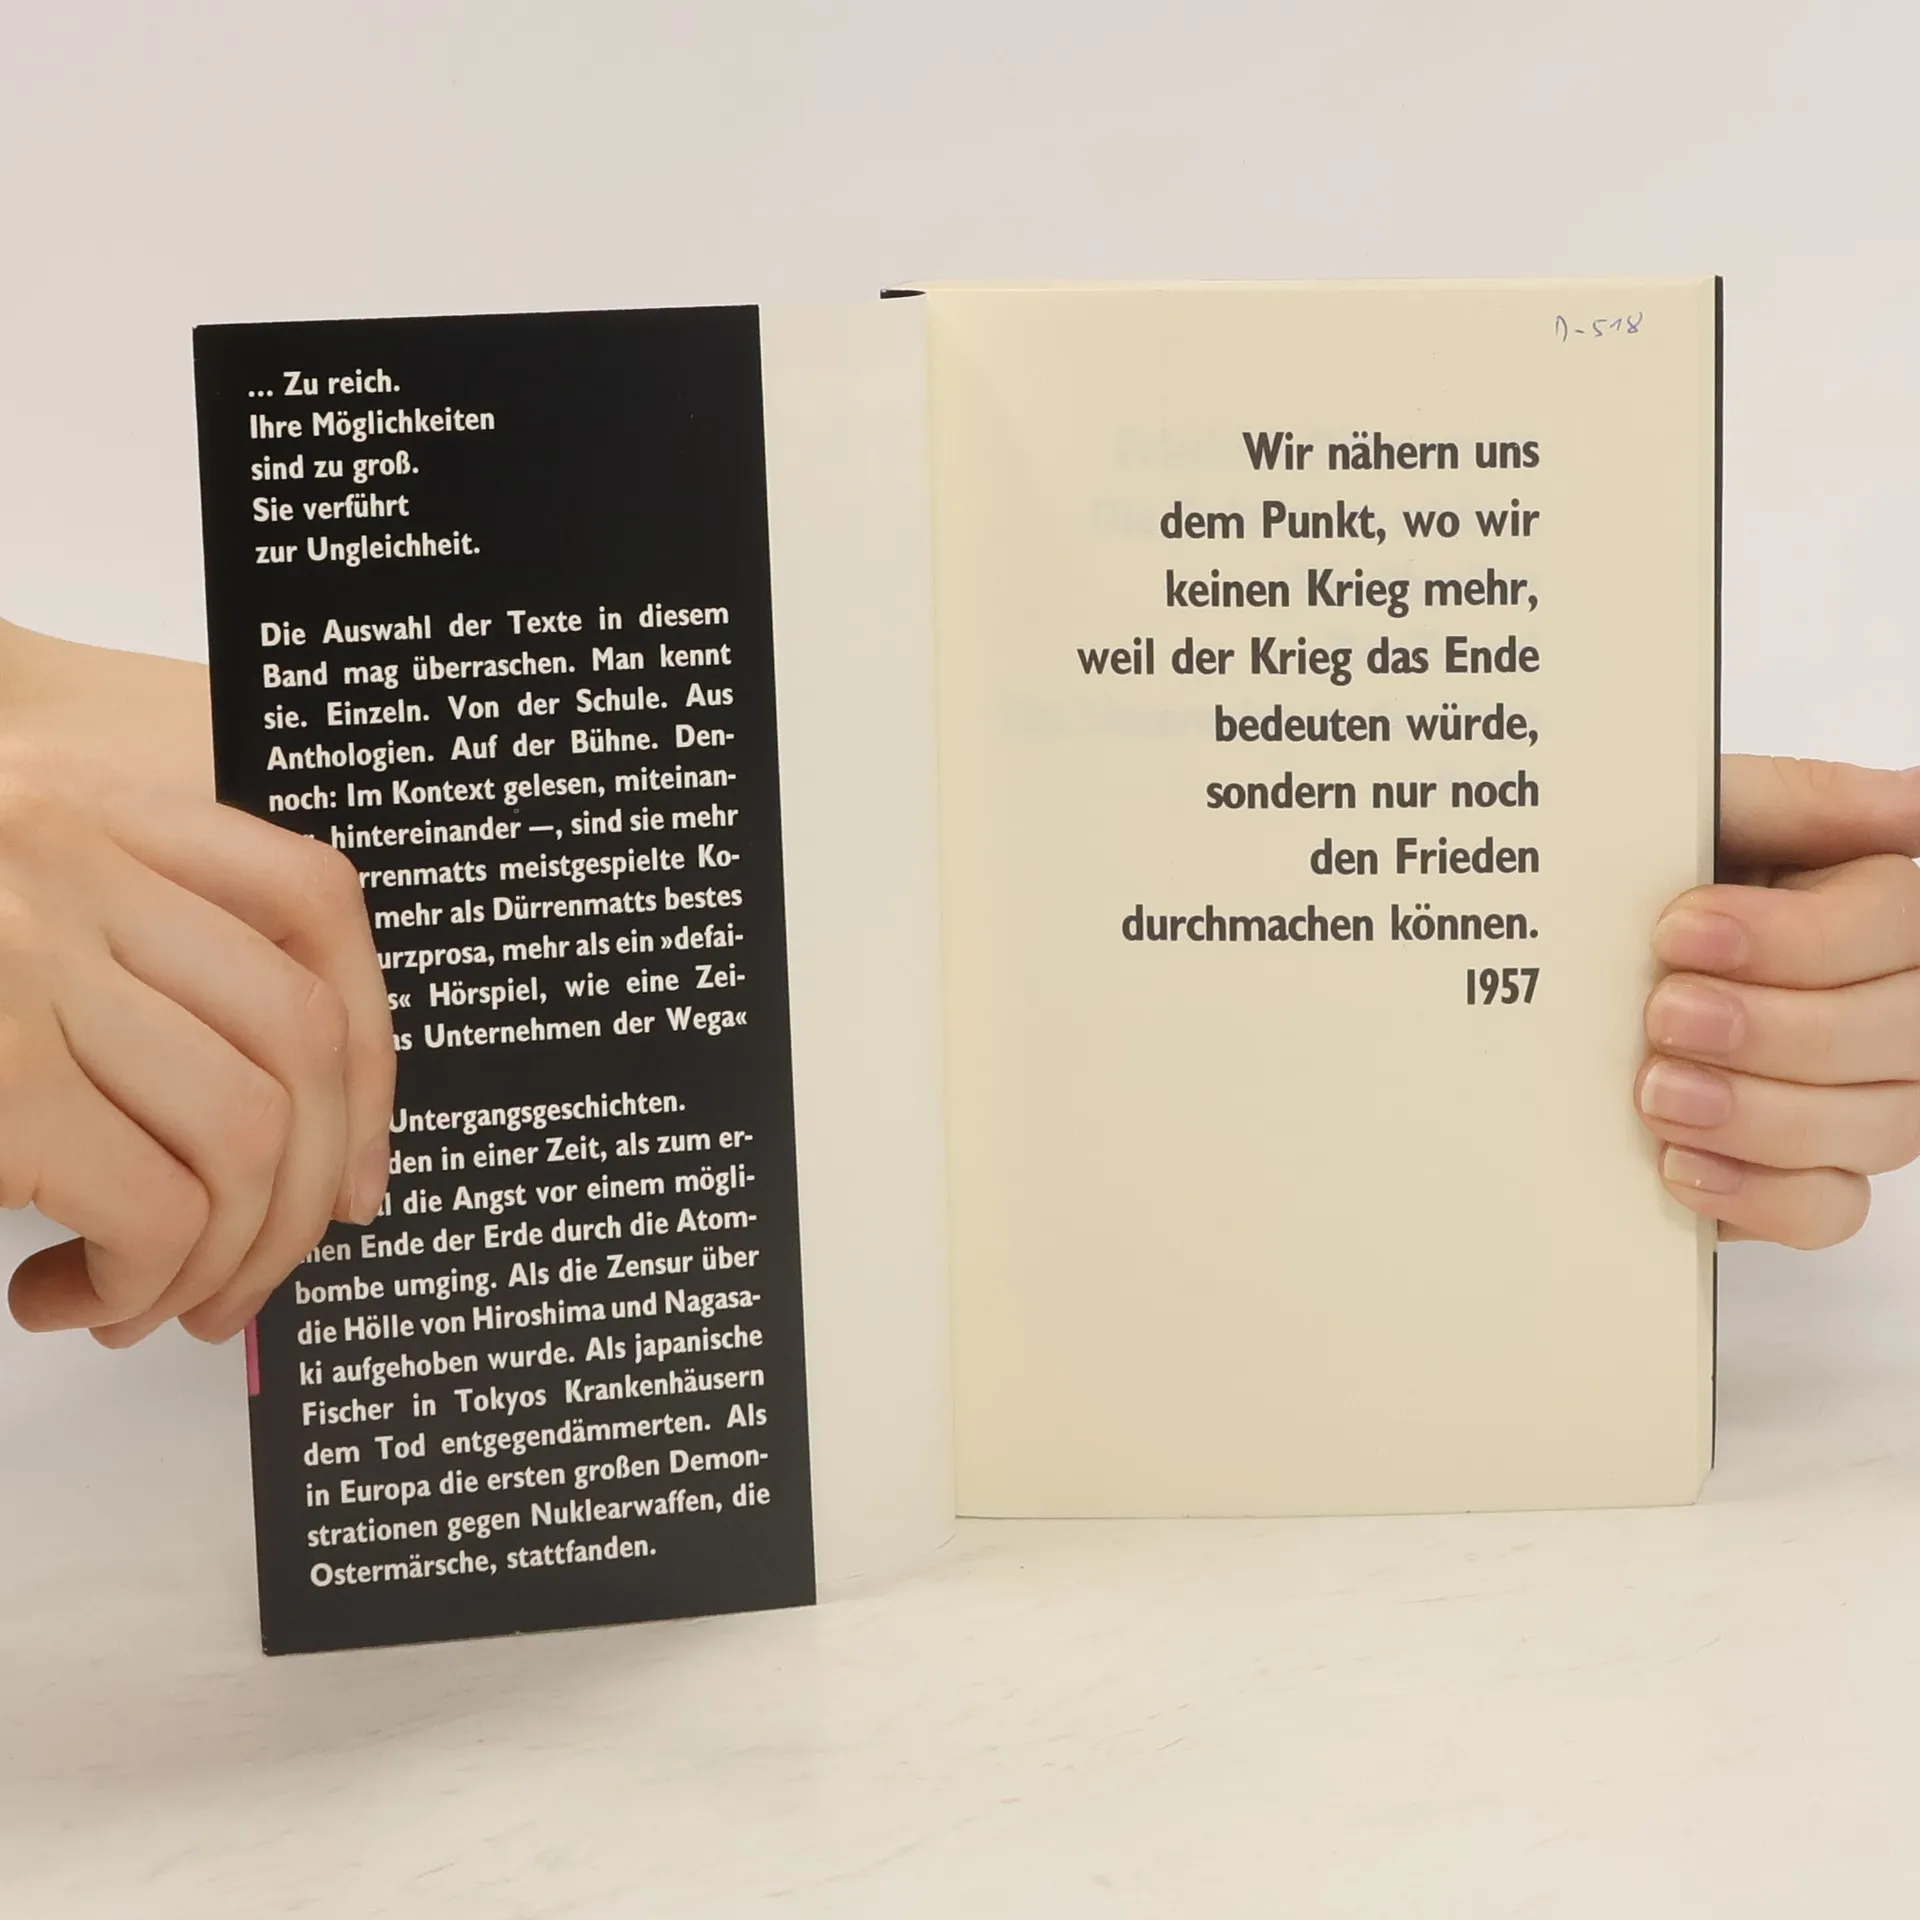 ... Zu reich.
Ihre Möglichkeiten
sind zu groß.
Sie verführt
zur Ungleichheit.
Die Auswahl der Texte in diesem
Band mag überraschen. Man kennt
sie. Einzeln. Von der Schule. Aus
Anthologien. Auf der Bühne. Den-
noch: Im Kontext gelesen, miteinan-
hintereinander —, sind sie mehr
meistgespielte Ko-
mehr als Dürrenmatts bestes
mehr als ein »defai-
Hörspiel, wie eine Zei-
Unternehmen der Wega«
Untergangsgeschichten.
in einer Zeit, als zum er-
die Angst vor einem mögli-
Ende der Erde durch die Atom-
bombe umging. Als die Zensur über
die Hölle von Hiroshima und Nagasa-
ki aufgehoben wurde. Als japanische
Fischer in Tokyos Krankenhäusern
dem Tod entgegendämmerten. Als
in Europa die ersten großen Demon-
strationen gegen Nuklearwaffen, die
Ostermärsche, stattfanden.
D-518
Wir nähern uns
dem Punkt, wo wir
keinen Krieg mehr,
weil der Krieg das Ende
bedeuten würde,
sondern nur noch
den Frieden
durchmachen können.
1957